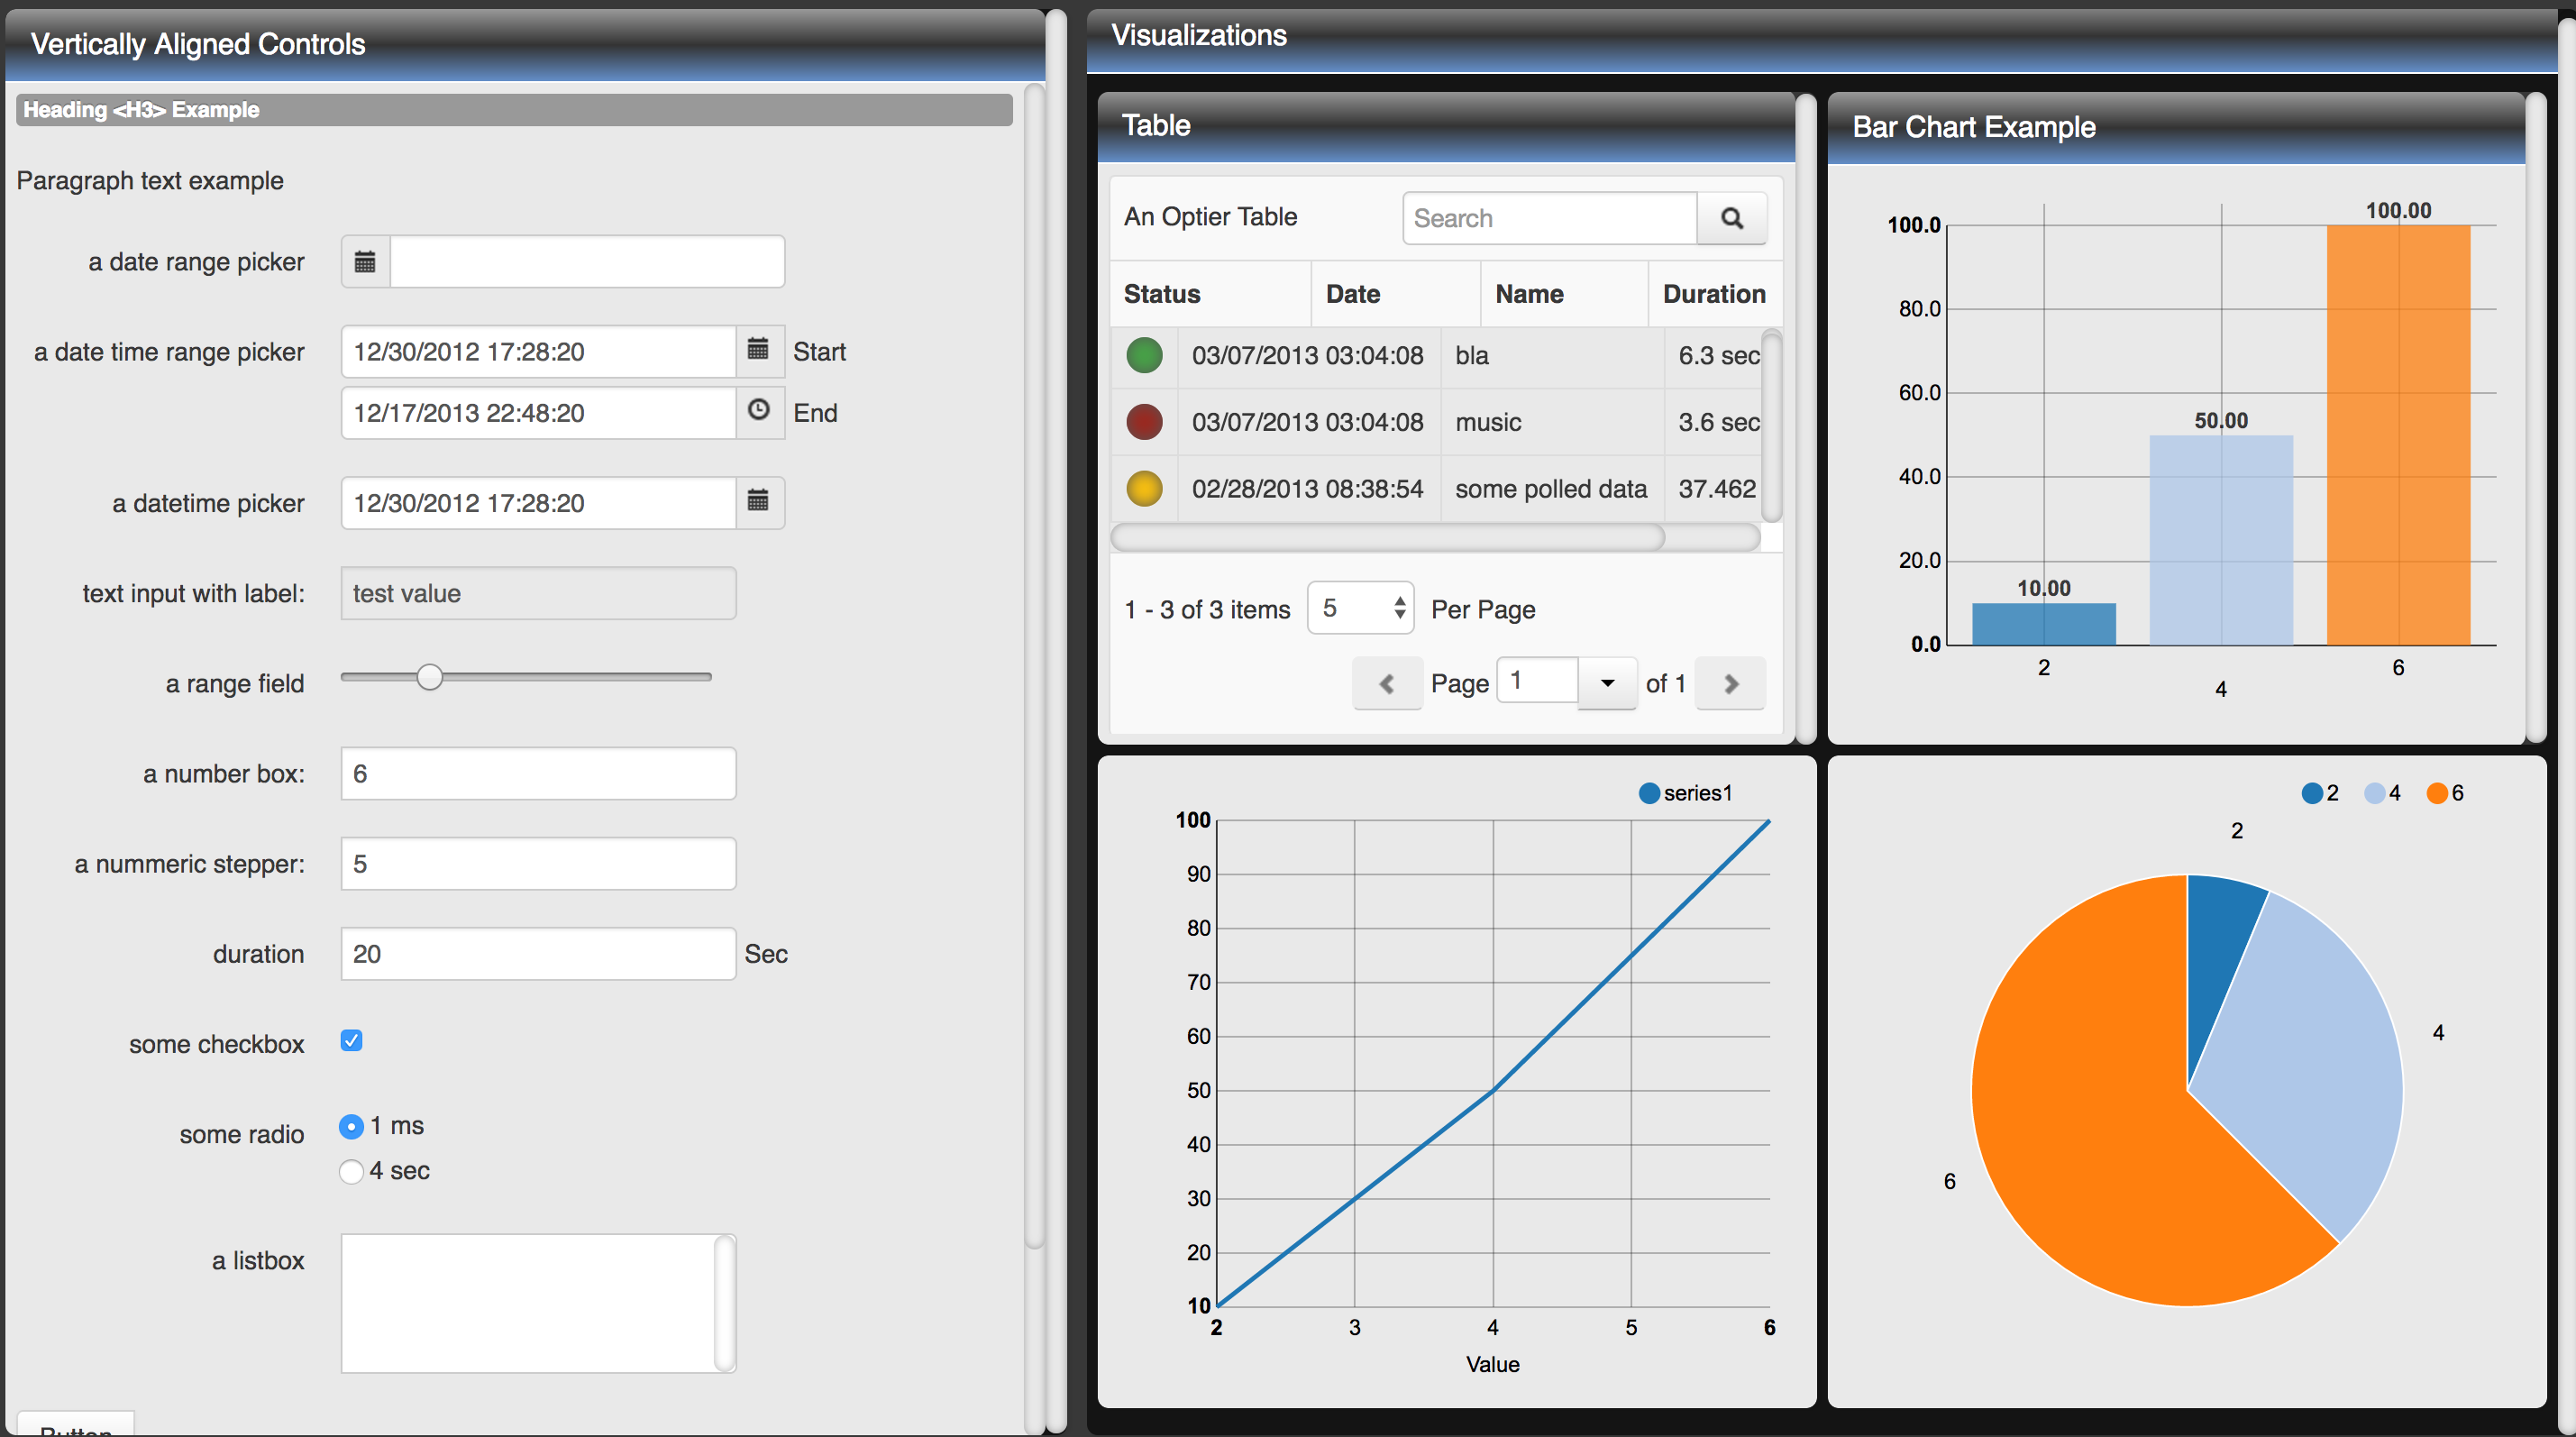 Vertically Aligned Controls
Heading <H3> Example
Paragraph text example
a date range picker
a date time range picker 12/30/2012 17:28:20 Start
12/17/2013 22:48:20 End
a datetime picker 12/30/2012 17:28:20
text input with label: test value
a range field
a number box: 6
a nummeric stepper: 5
duration 20 Sec
some checkbox
some radio 1 ms
4 sec
a listbox
Button
Visualizations
Table
An Optier Table Search
Status Date Name Duration
03/07/2013 03:04:08 bla 6.3 sec
03/07/2013 03:04:08 music 3.6 sec
02/28/2013 08:38:54 some polled data 37.462
1 - 3 of 3 items 5 Per Page
Page 1 of 1
Bar Chart Example
100.00
100.0
80.0
60.0
50.00
40.0
20.0
10.00
0.0
2 6
4
series1
100
90
80
70
60
50
40
30
20
10
2 3 4 5 6
Value
2 4 6
2
4
6